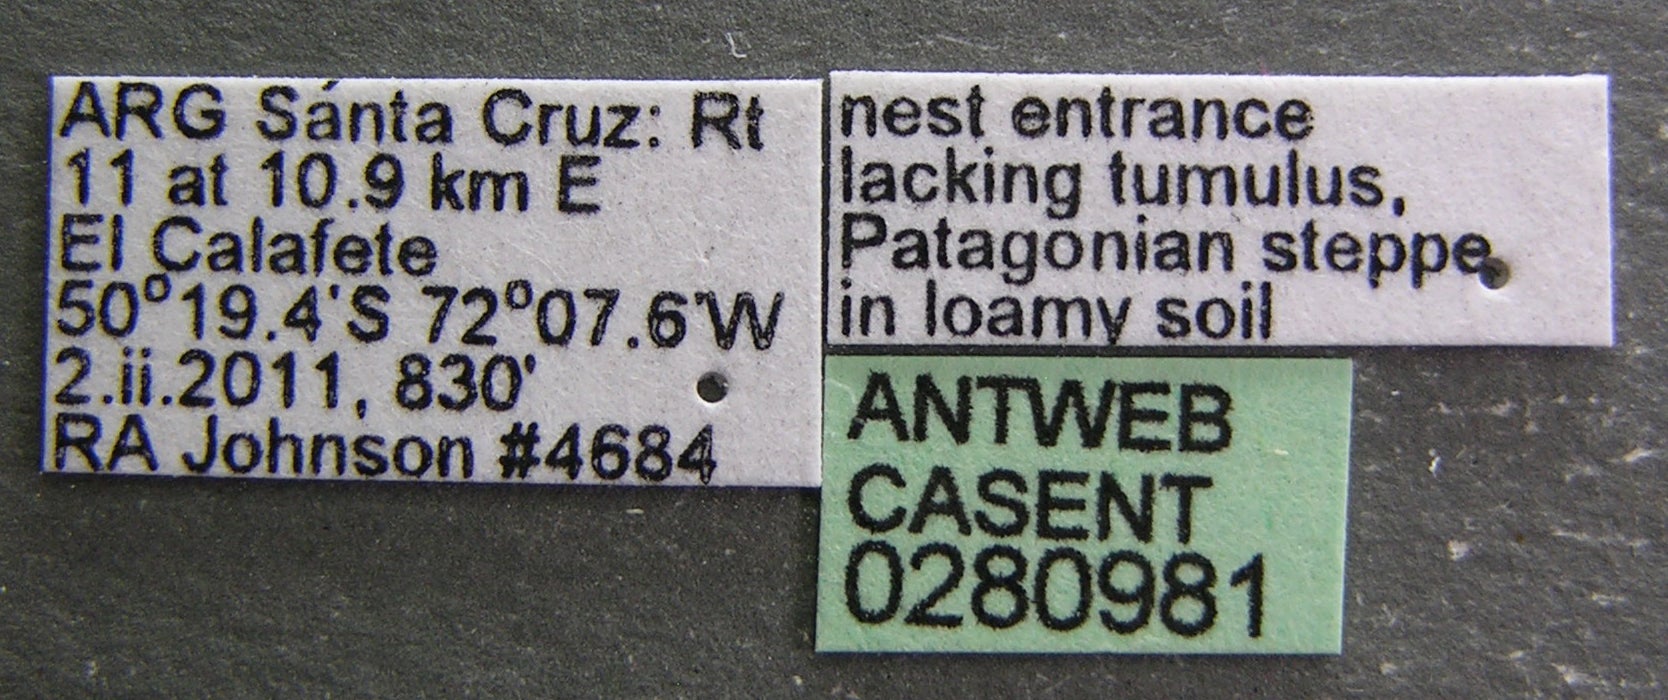 ARG Sánta Cruz: Rt
11 at 10.9 km E
El Calafete
50°19.4'S 72°07.6'W
2.ii.2011, 830'
RA Johnson #4684
nest entrance
lacking tumulus,
Patagonian steppe
in loamy soil
ANTWEB
CASENT
0280981